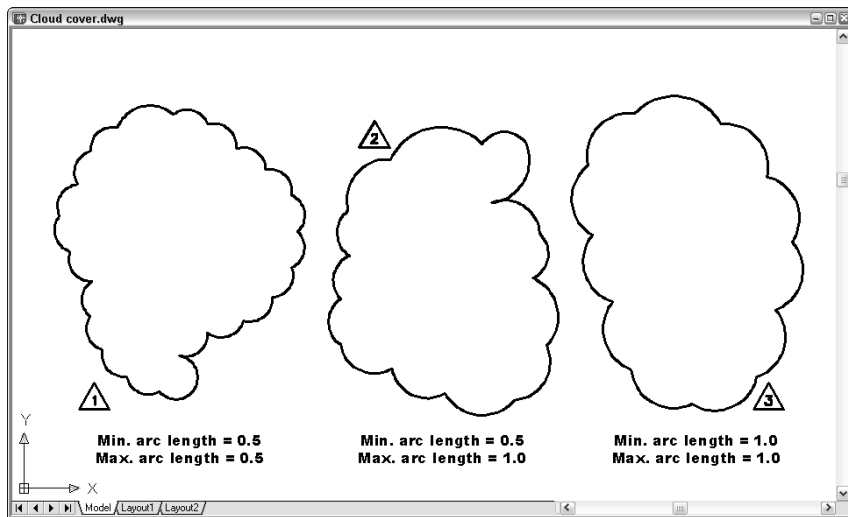 Cloud cover.dwg
1
2
3
Min. arc length = 0.5
Max. arc length = 0.5
Min. arc length = 0.5
Max. arc length = 1.0
Min. arc length = 1.0
Max. arc length = 1.0
Y
X
Model Layout1 Layout2